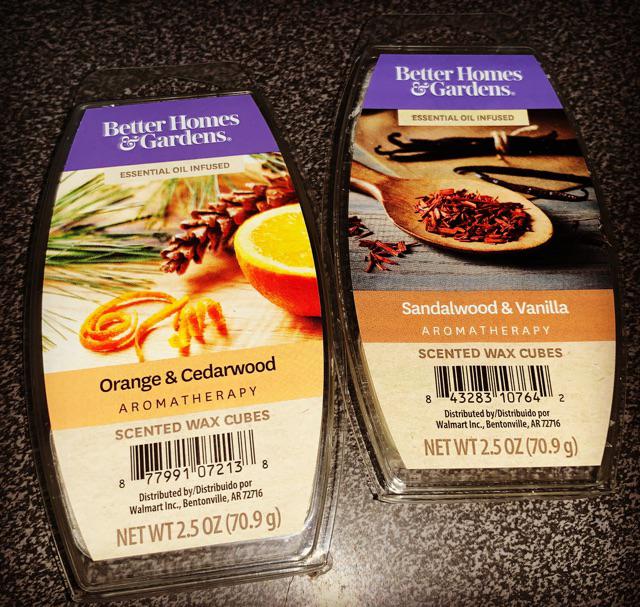 Better Homes
& Gardens®
ESSENTIAL OIL INFUSED
Orange & Cedarwood
AROMATHERAPY
SCENTED WAX CUBES
8 77991 07213 8
Distributed by/Distribuido por
Walmart Inc., Bentonville, AR 72716
NET WT 2.5 OZ (70.9 g)
Better Homes
& Gardens®
ESSENTIAL OIL INFUSED
Sandalwood & Vanilla
AROMATHERAPY
SCENTED WAX CUBES
8 43283 10764 2
Distributed by/Distribuido por
Walmart Inc., Bentonville, AR 72716
NET WT 2.5 OZ (70.9 g)